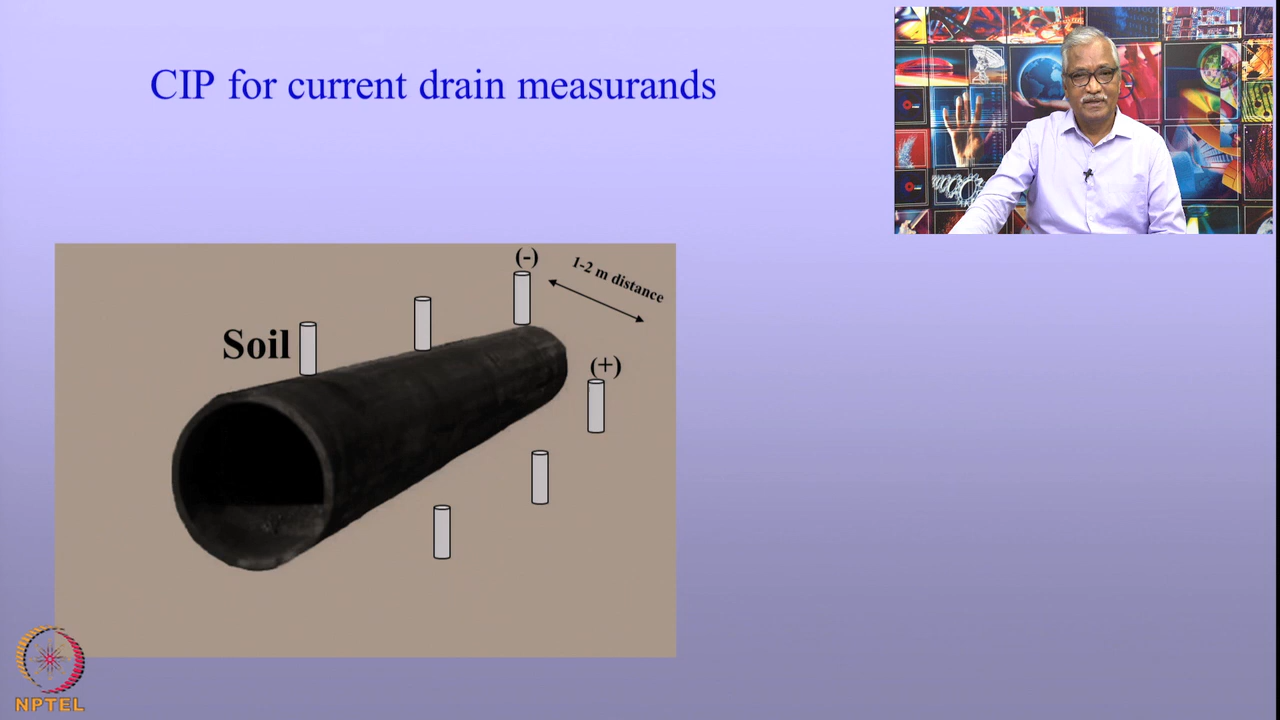 CIP for current drain measurands
(-)
1-2 m distance
Soil
(+)
NPTEL